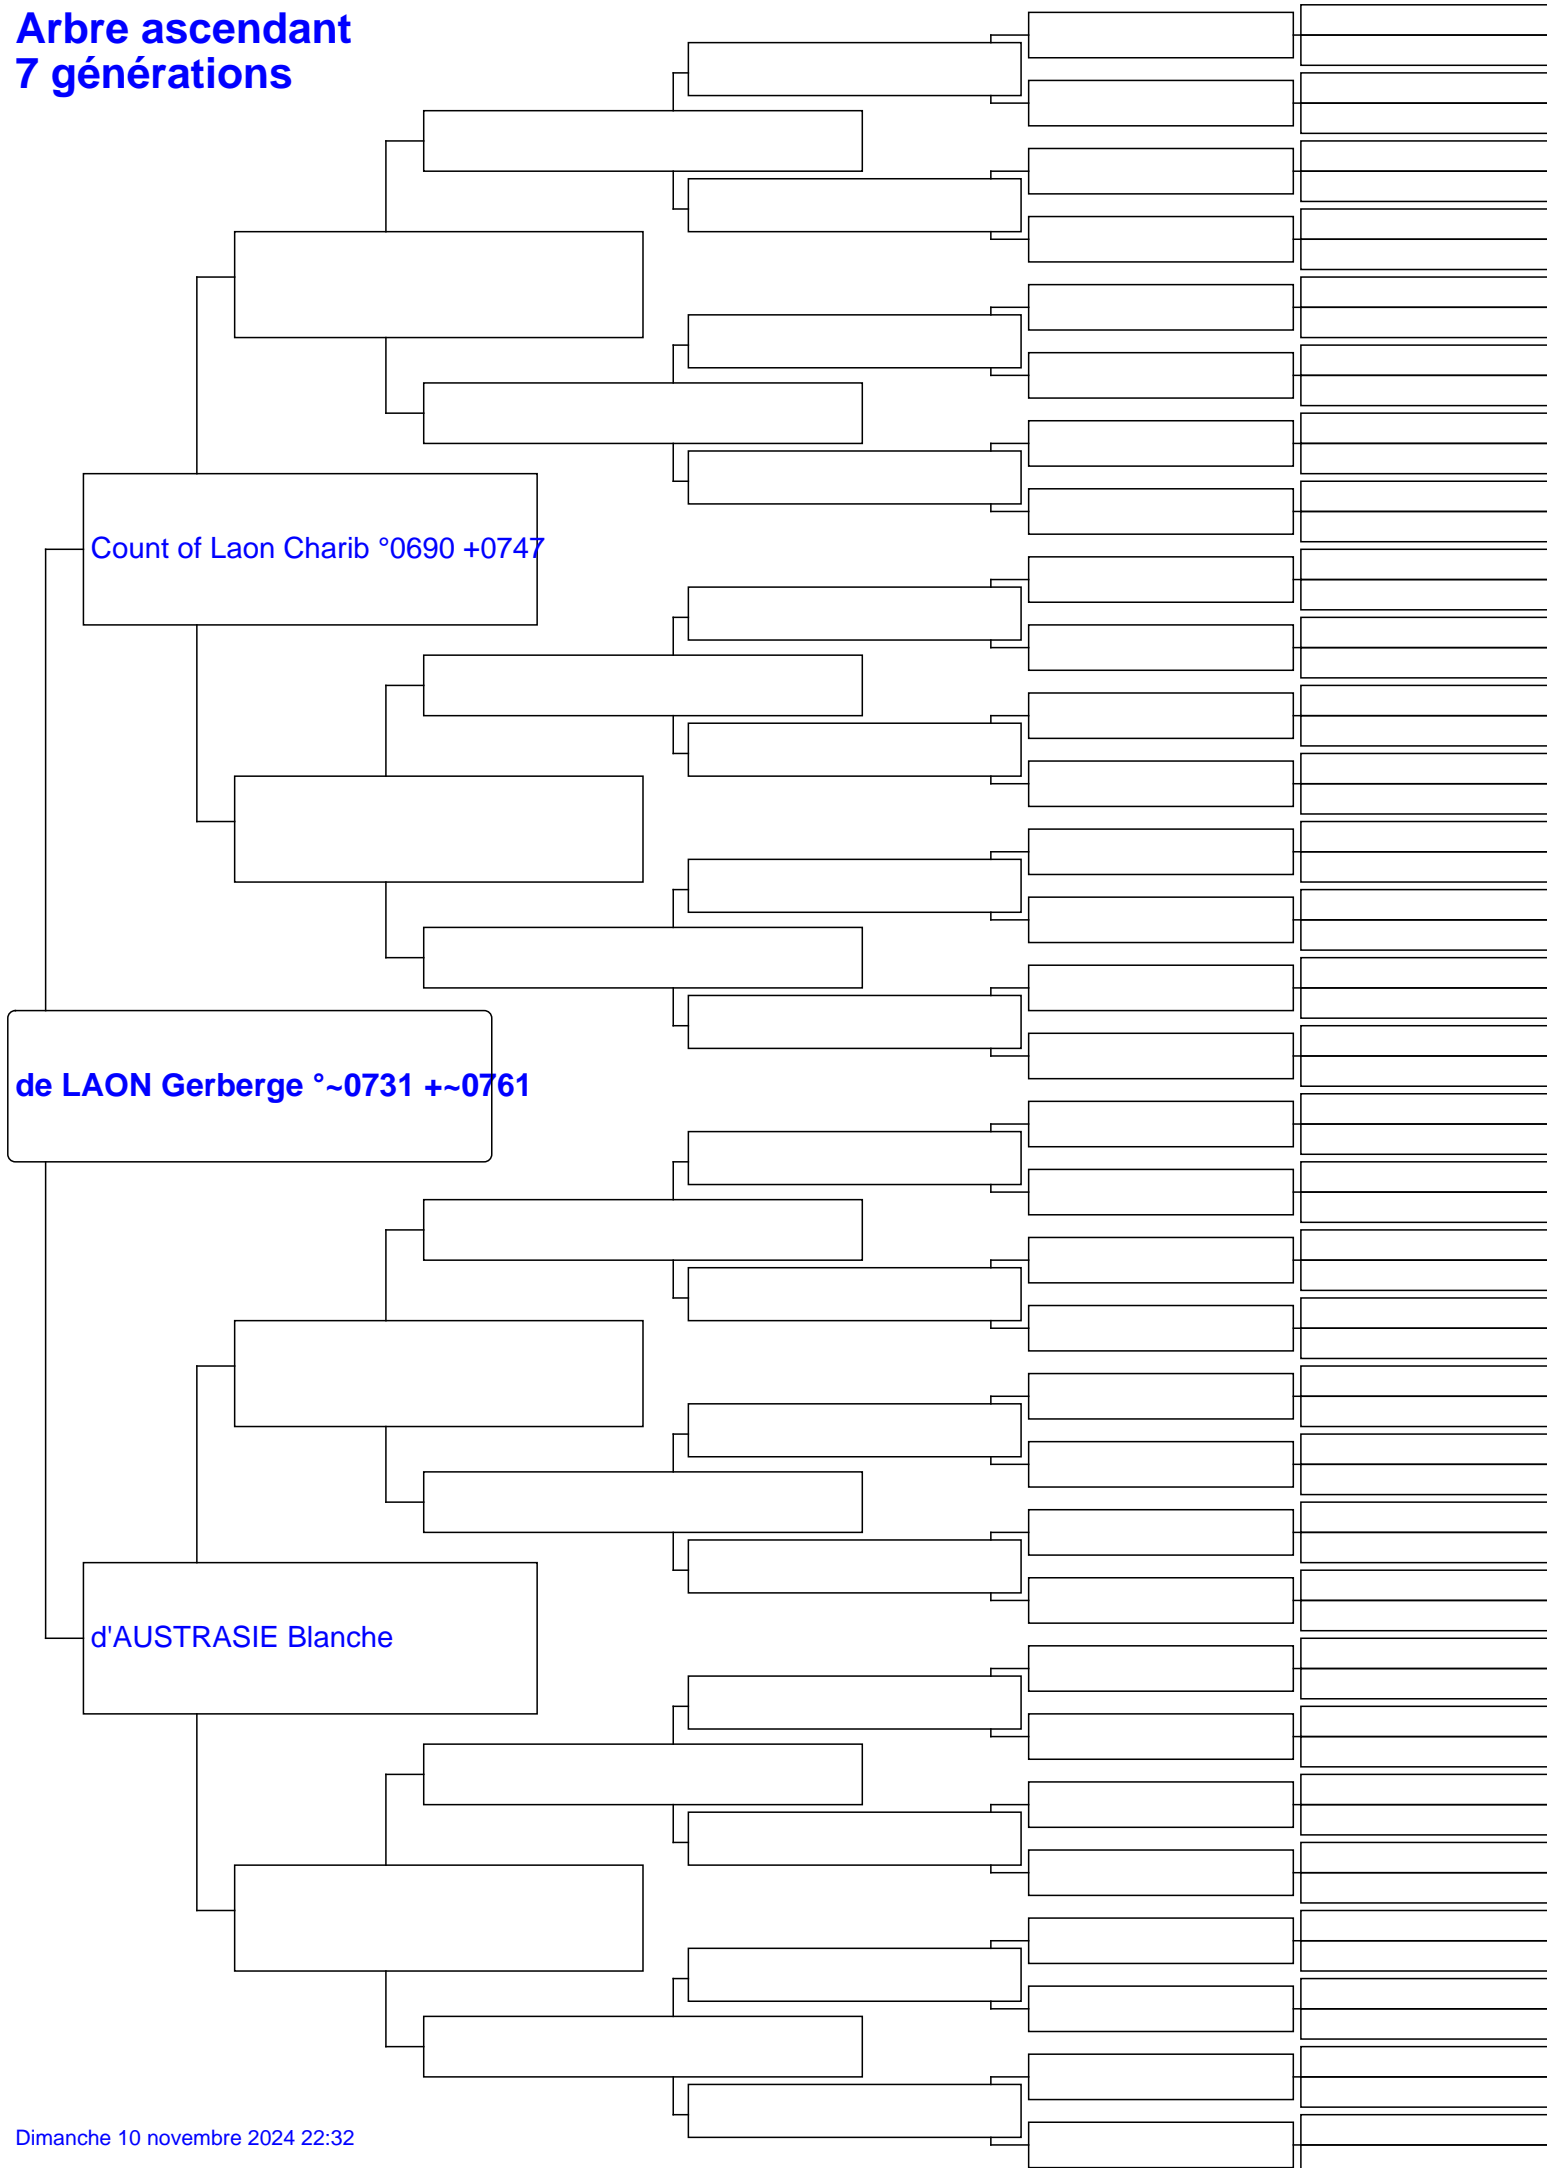 Arbre ascendant
7 générations
Count of Laon Charib °0690 +0747
de LAON Gerberge °~0731 +~0761
d'AUSTRASIE Blanche
Dimanche 10 novembre 2024 22:32